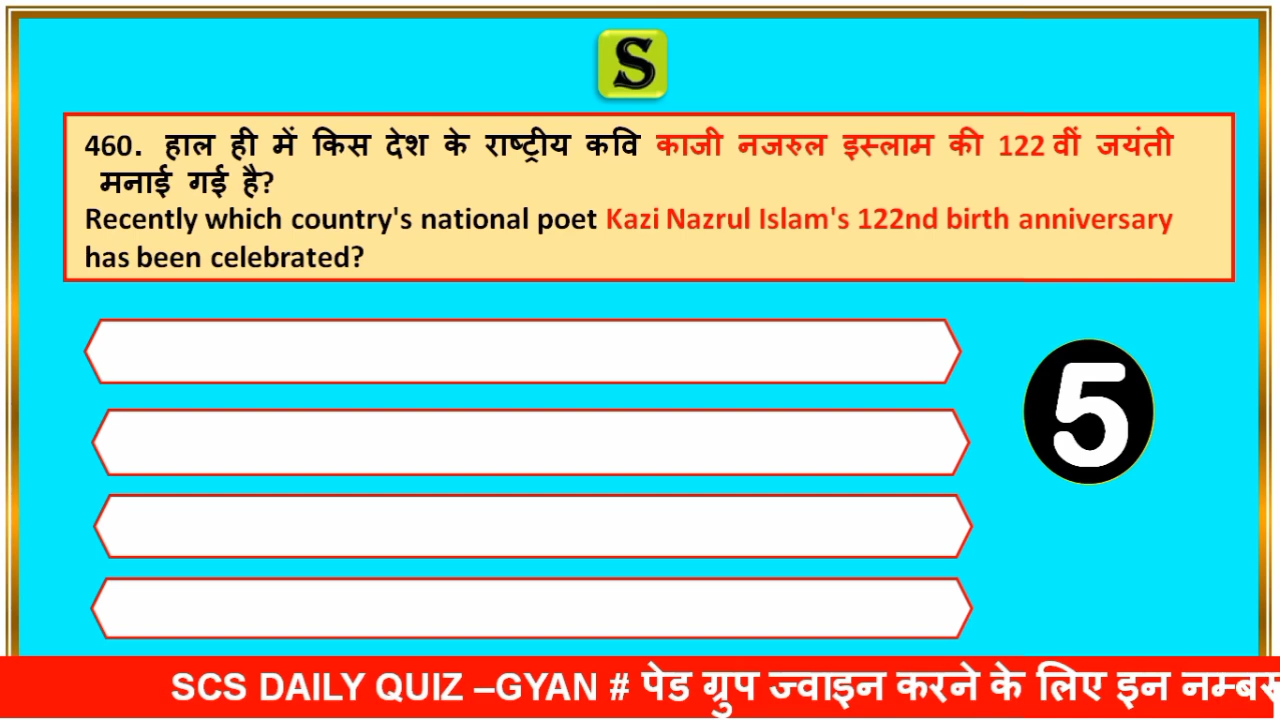 S
460. हाल ही में किस देश के राष्ट्रीय कवि काजी नजरुल इस्लाम की 122 वीं जयंती
मनाई गई है?
Recently which country's national poet Kazi Nazrul Islam's 122nd birth anniversary
has been celebrated?
5
SCS DAILY QUIZ –GYAN # पेड ग्रुप ज्वाइन करने के लिए इन